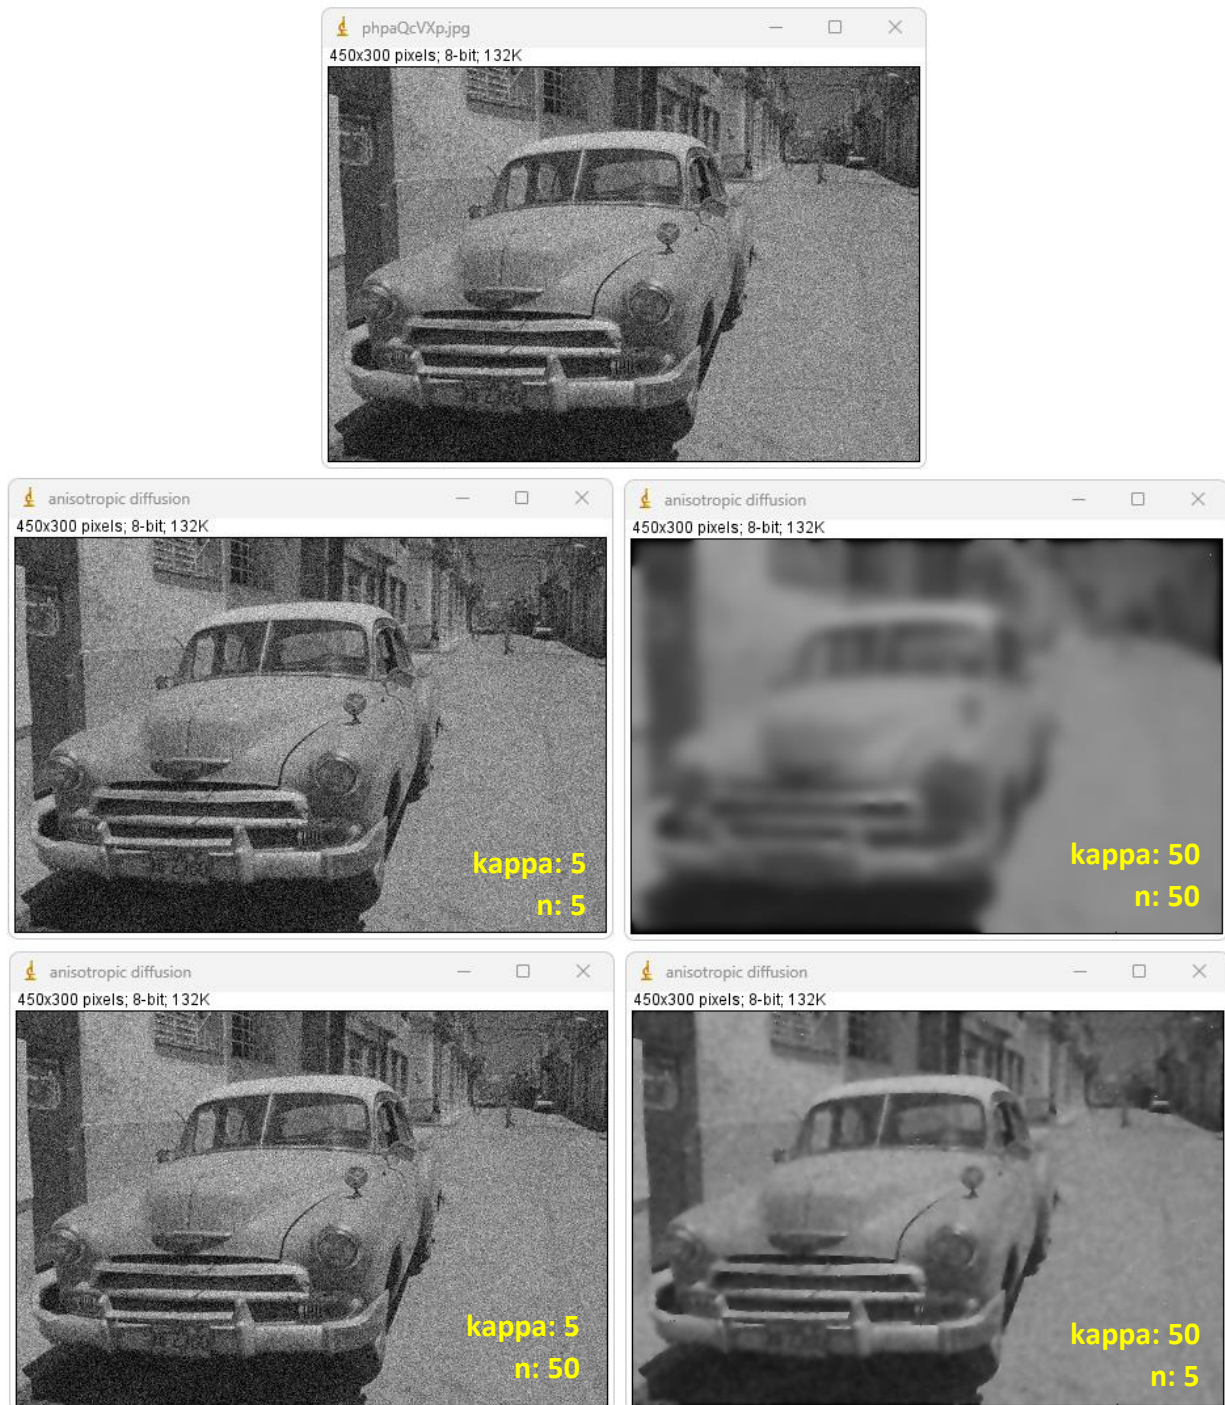 phpaQcVXp.jpg
450x300 pixels; 8-bit; 132K
anisotropic diffusion
450x300 pixels; 8-bit; 132K
kappa: 5
n: 5
anisotropic diffusion
450x300 pixels; 8-bit; 132K
kappa: 50
n: 50
anisotropic diffusion
450x300 pixels; 8-bit; 132K
kappa: 5
n: 50
anisotropic diffusion
450x300 pixels; 8-bit; 132K
kappa: 50
n: 5